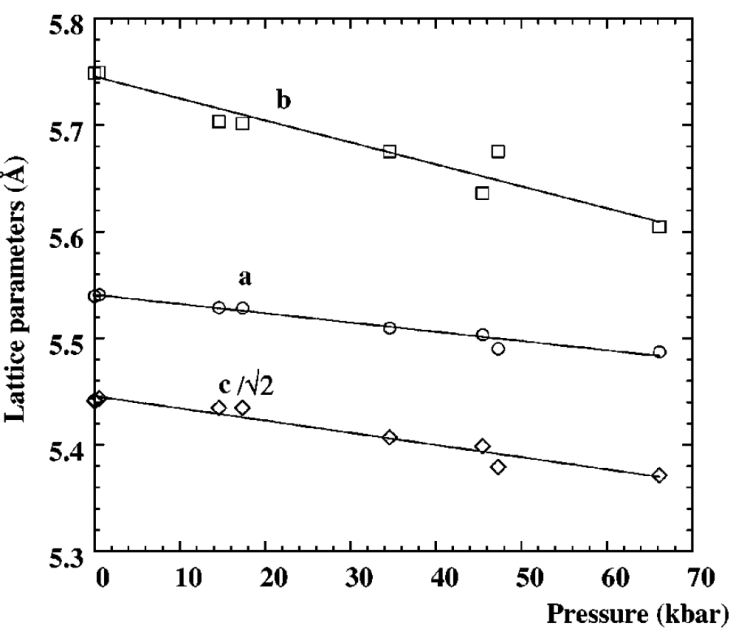 5.8
5.7
5.6
5.5
5.4
5.3
Lattice parameters (Å)
b
a
c /√2
0 10 20 30 40 50 60 70
Pressure (kbar)